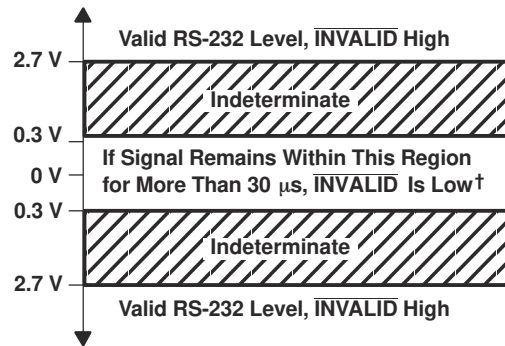 Valid RS-232 Level, INVALID High
2.7 V
Indeterminate
0.3 V
If Signal Remains Within This Region
0 V
for More Than 30 μs, INVALID Is Low†
0.3 V
Indeterminate
2.7 V
Valid RS-232 Level, INVALID High